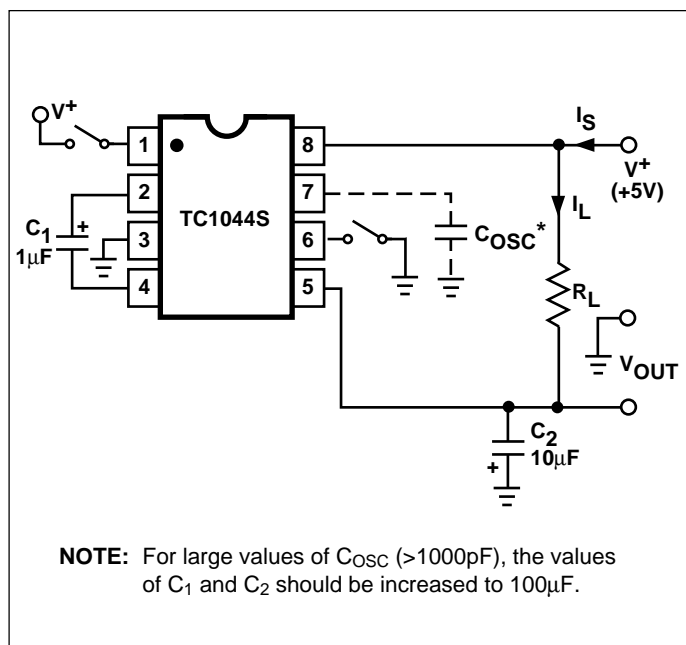 V+
IS
1
8
V+
(+5V)
2
7
TC1044S
IL
C1
+
1µF
3
6
COSC*
4
5
RL
VOUT
C2
10µF
+
NOTE: For large values of COSC (>1000pF), the values
of C1 and C2 should be increased to 100µF.